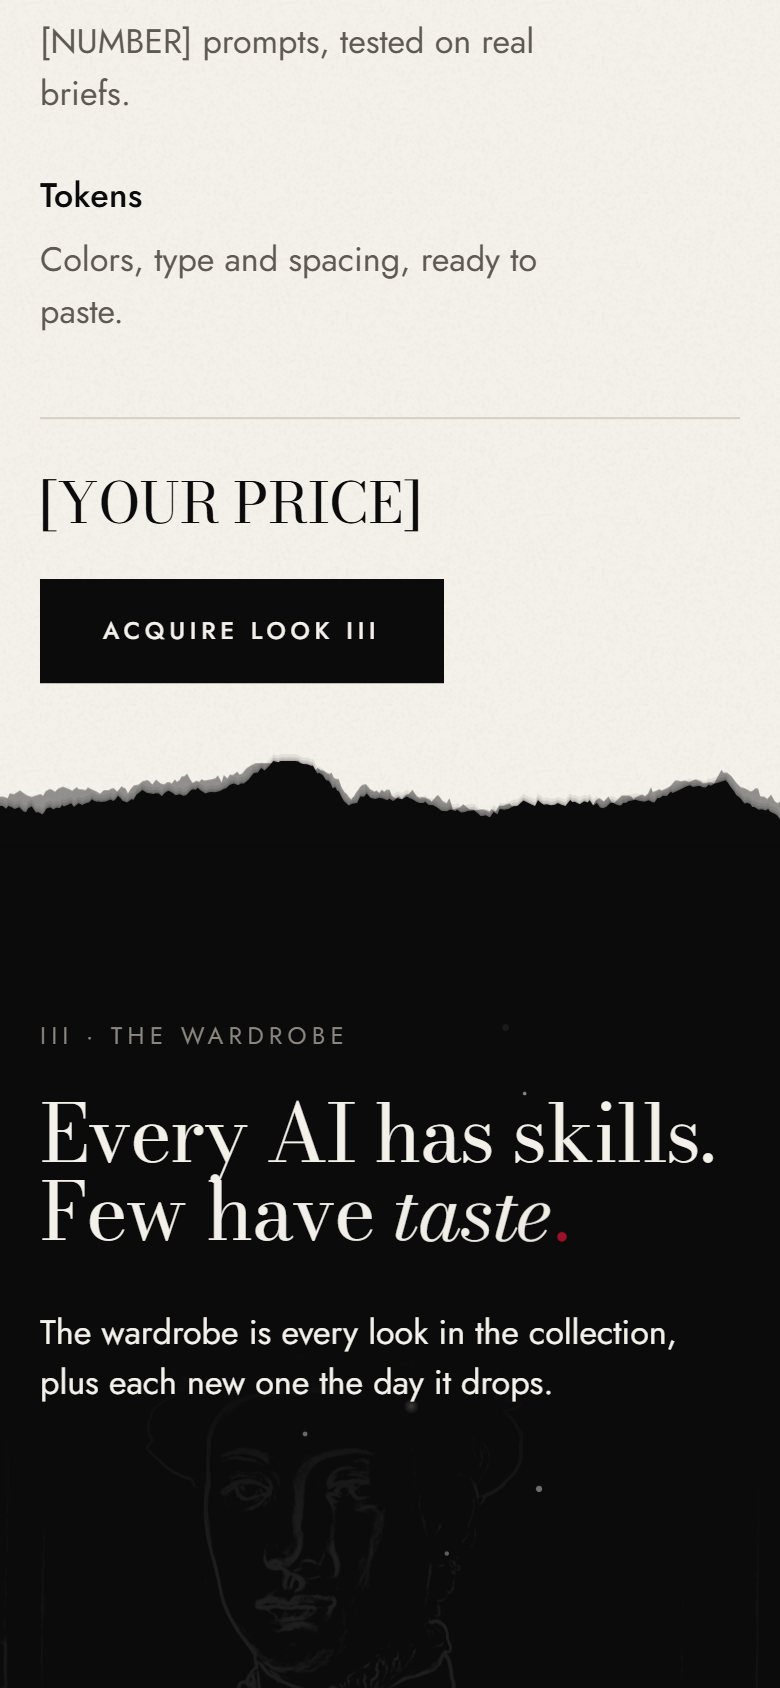 [NUMBER] prompts, tested on real
briefs.
Tokens
Colors, type and spacing, ready to
paste.
[YOUR PRICE]
ACQUIRE LOOK III
III · THE WARDROBE
Every AI has skills.
Few have taste.
The wardrobe is every look in the collection,
plus each new one the day it drops.